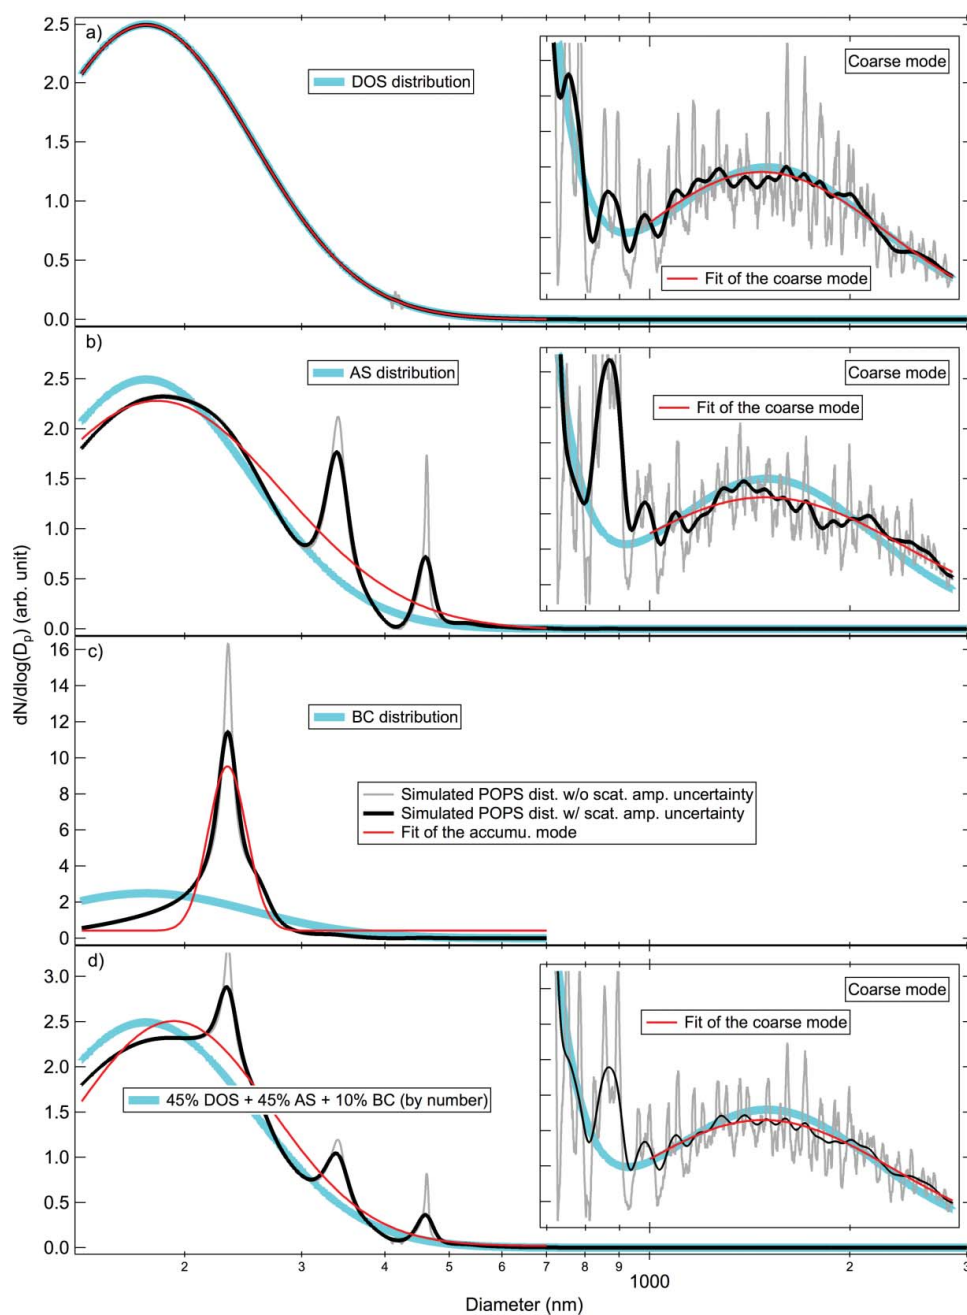 a)
2.5
2.0
1.5
1.0
0.5
0.0
DOS distribution
Coarse mode
Fit of the coarse mode
b)
2.5
2.0
1.5
1.0
0.5
0.0
AS distribution
Coarse mode
Fit of the coarse mode
dN/dlog(Dp) (arb. unit)
c)
16
14
12
10
8
6
4
2
0
BC distribution
Simulated POPS dist. w/o scat. amp. uncertainty
Simulated POPS dist. w/ scat. amp. uncertainty
Fit of the accumu. mode
d)
3.0
2.5
2.0
1.5
1.0
0.5
0.0
45% DOS + 45% AS + 10% BC (by number)
Coarse mode
Fit of the coarse mode
2 3 4 5 6 7 8 9 1000 2 3
Diameter (nm)